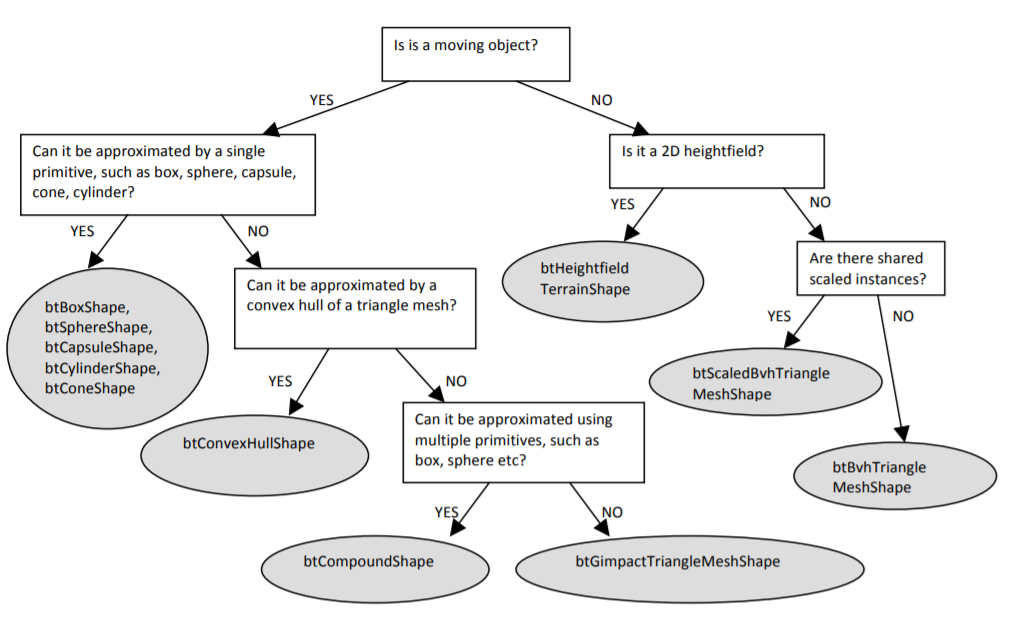 Is is a moving object?
YES
NO
Can it be approximated by a single
primitive, such as box, sphere, capsule,
cone, cylinder?
Is it a 2D heightfield?
YES
NO
YES
NO
btBoxShape,
btSphereShape,
btCapsuleShape,
btCylinderShape,
btConeShape
Can it be approximated by a
convex hull of a triangle mesh?
btHeightfield
TerrainShape
Are there shared
scaled instances?
YES
NO
YES
NO
btConvexHullShape
Can it be approximated using
multiple primitives, such as
box, sphere etc?
btScaledBvhTriangle
MeshShape
btBvhTriangle
MeshShape
YES
NO
btCompoundShape
btGimpactTriangleMeshShape